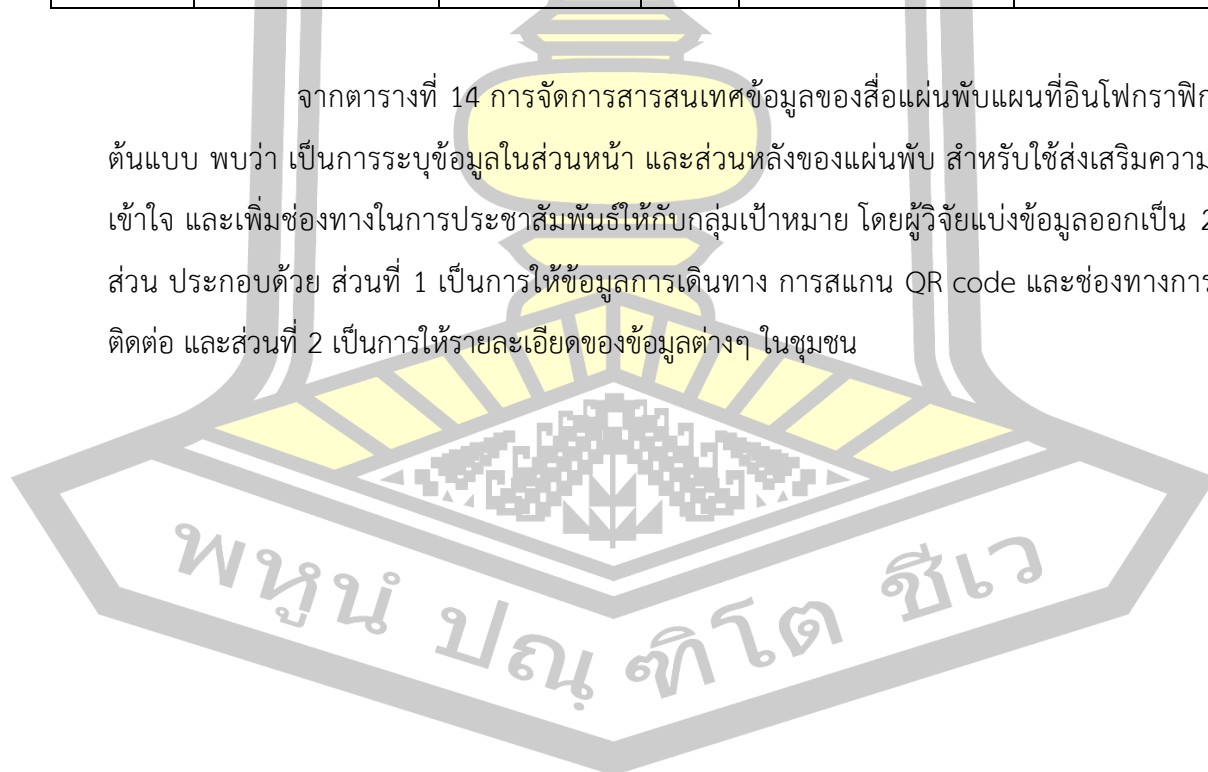 จากตารางที่ 14 การจัดการสารสนเทศข้อมูลของสื่อแผ่นพับแผนที่อินโฟกราฟิก
ต้นแบบ พบว่า เป็นการระบุข้อมูลในส่วนหน้า และส่วนหลังของแผ่นพับ สำหรับใช้ส่งเสริมความ
เข้าใจ และเพิ่มช่องทางในการประชาสัมพันธ์ให้กับกลุ่มเป้าหมาย โดยผู้วิจัยแบ่งข้อมูลออกเป็น 2
ส่วน ประกอบด้วย ส่วนที่ 1 เป็นการให้ข้อมูลการเดินทาง การสแกน QR code และช่องทางการ
ติดต่อ และส่วนที่ 2 เป็นการให้รายละเอียดของข้อมูลต่างๆ ในชุมชน
พหูนํ ปณฺฑิโต ชีเว